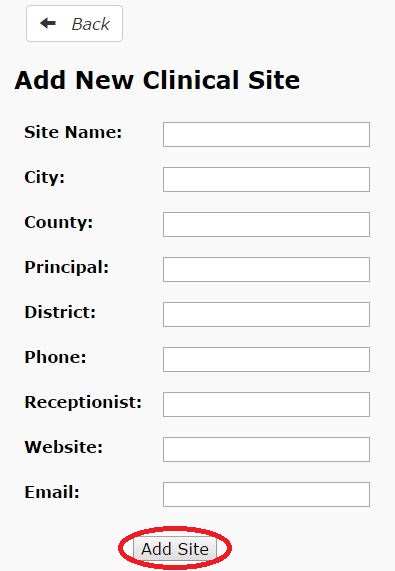 Back
Add New Clinical Site
Site Name:
City:
County:
Principal:
District:
Phone:
Receptionist:
Website:
Email:
Add Site